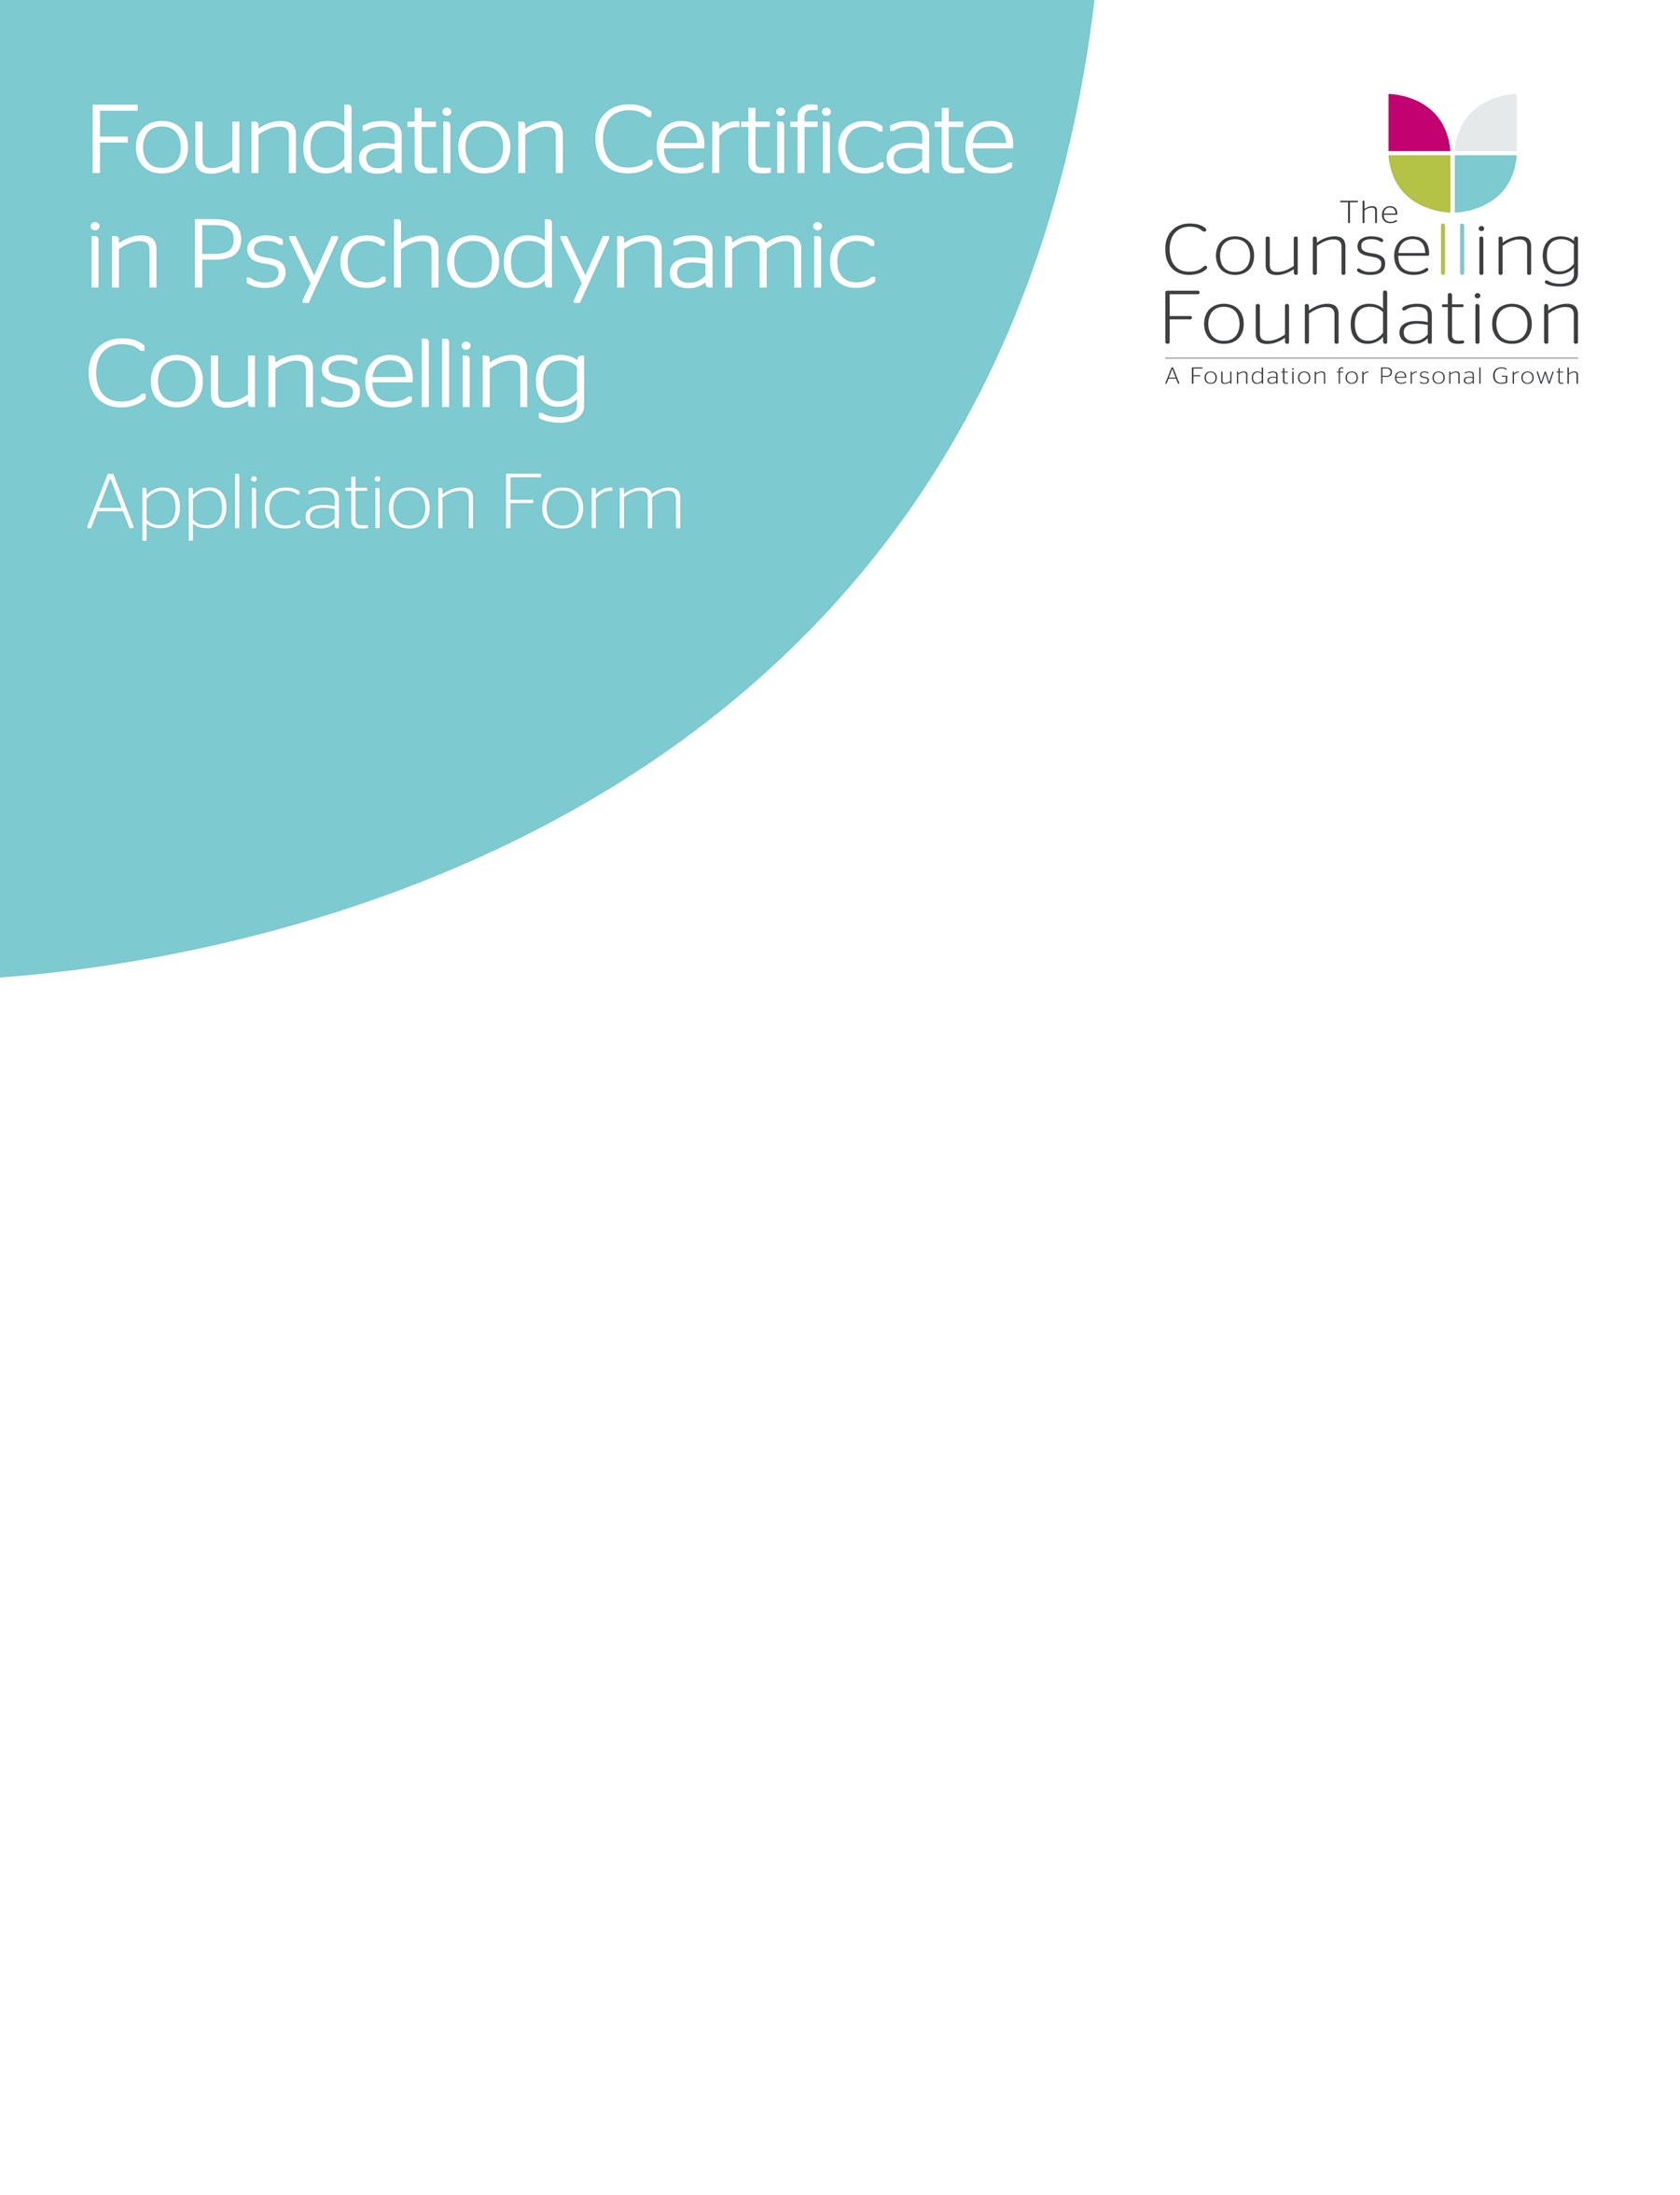 Foundation Certificate
in Psychodynamic
Counselling
Application Form
The
Counselling
Foundation
A Foundation for Personal Growth